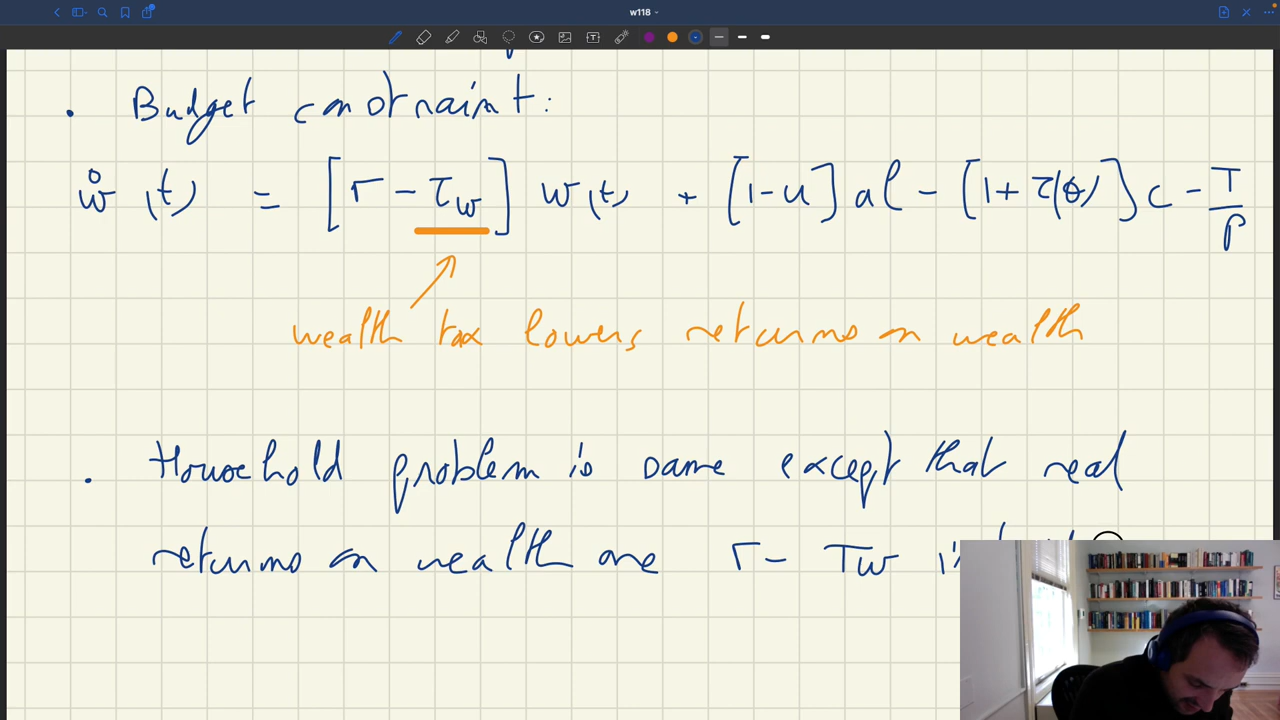 w118
. Budget constraint:
ẘ(t) = [r - τw] w(t) + [1-u] al - [1+τ(θ)] c - T/P
wealth tax lowers returns on wealth
. Household problem is same except that real
returns on wealth are r - τw